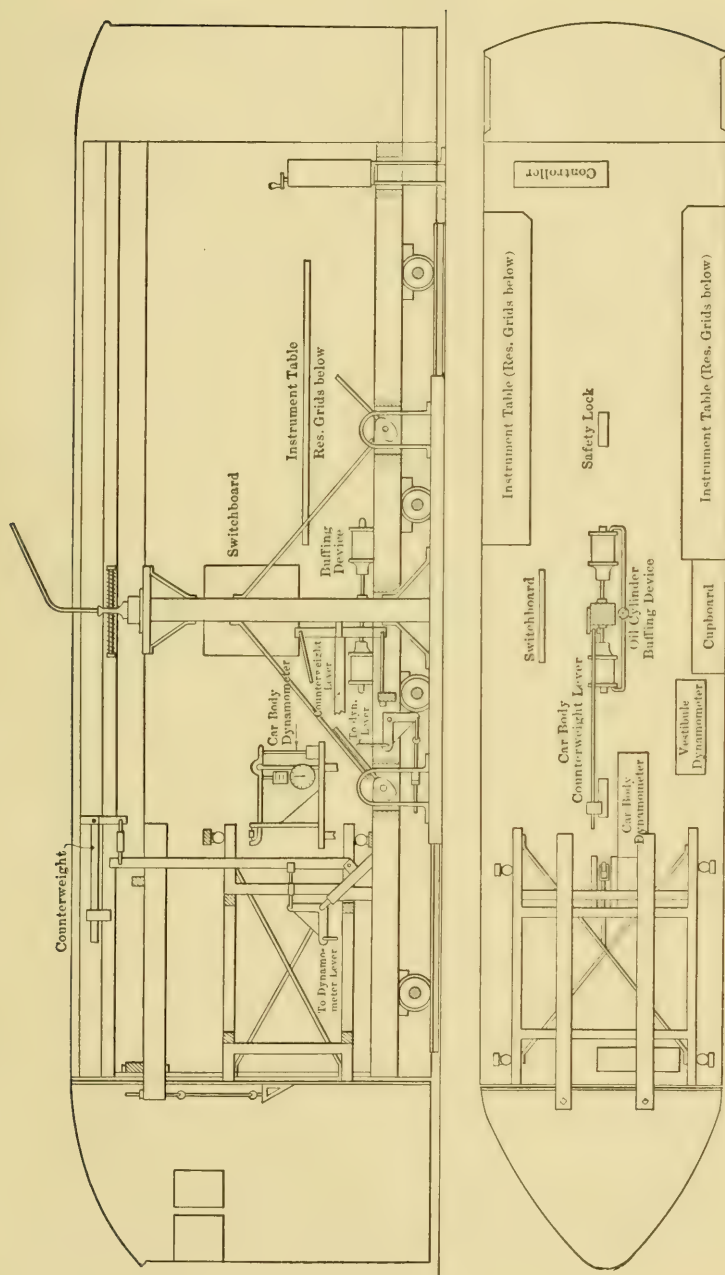 Counterweight
Car Body
Dynamometer
Switchboard
Counterweight
Lever
To dyn.
Lever
Buffing
Device
Instrument Table
Res. Grids below
To Dynamo-
meter Lever
Controller
Instrument Table (Res. Grids below)
Safety Lock
Instrument Table (Res. Grids below)
Switchboard
Oil Cylinder
Buffing Device
Cupboard
Car Body
Counterweight Lever
Vestibule
Dynamometer
Car Body
Dynamometer